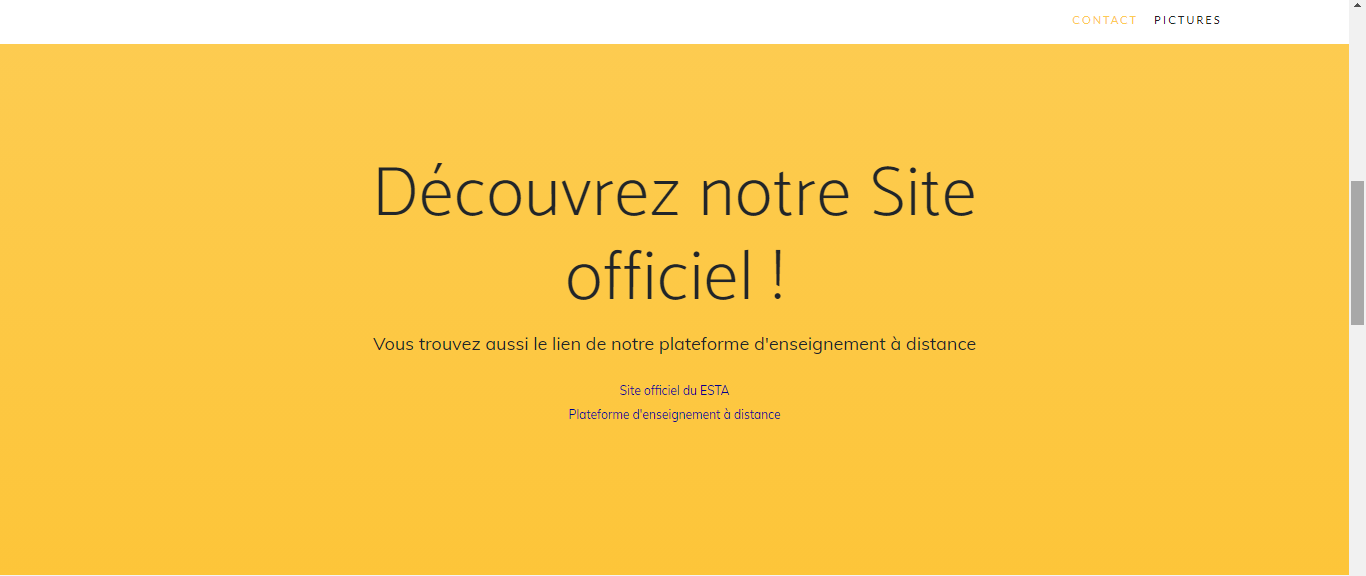 CONTACT PICTURES
Découvrez notre Site
officiel !
Vous trouvez aussi le lien de notre plateforme d'enseignement à distance
Site officiel du ESTA
Plateforme d'enseignement à distance